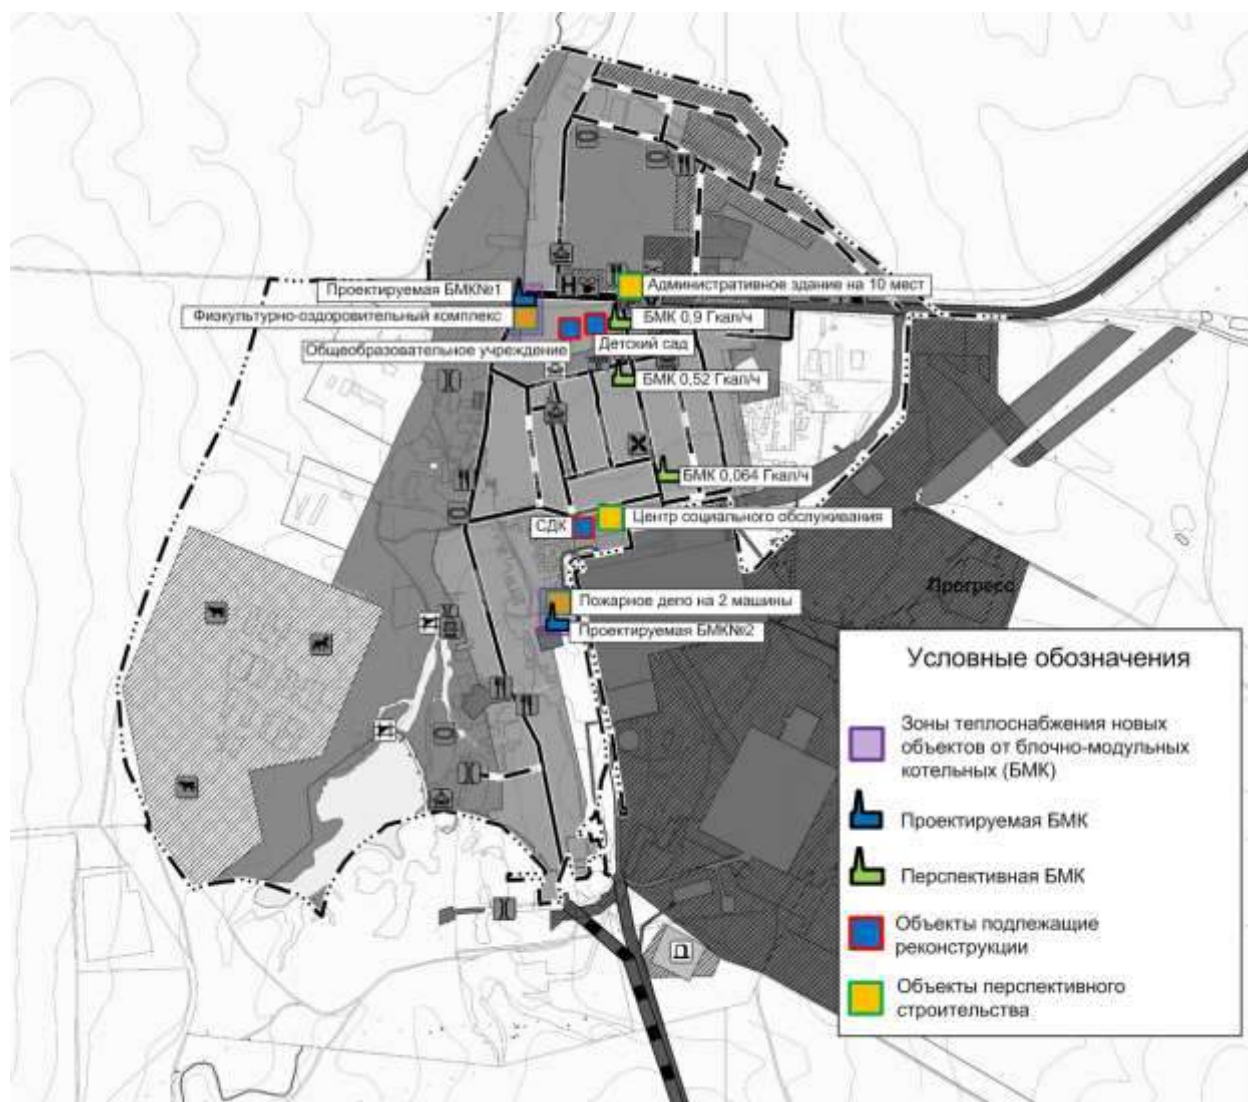 Проектируемая БМК№1
Административное здание на 10 мест
Физкультурно-оздоровительный комплекс
БМК 0,9 Гкал/ч
Общеобразовательное учреждение
Детский сад
БМК 0,52 Гкал/ч
БМК 0,064 Гкал/ч
СДК
Центр социального обслуживания
Прогресс
Пожарное депо на 2 машины
Проектируемая БМК№2
Условные обозначения
Зоны теплоснабжения новых
объектов от блочно-модульных
котельных (БМК)
Проектируемая БМК
Перспективная БМК
Объекты подлежащие
реконструкции
Объекты перспективного
строительства